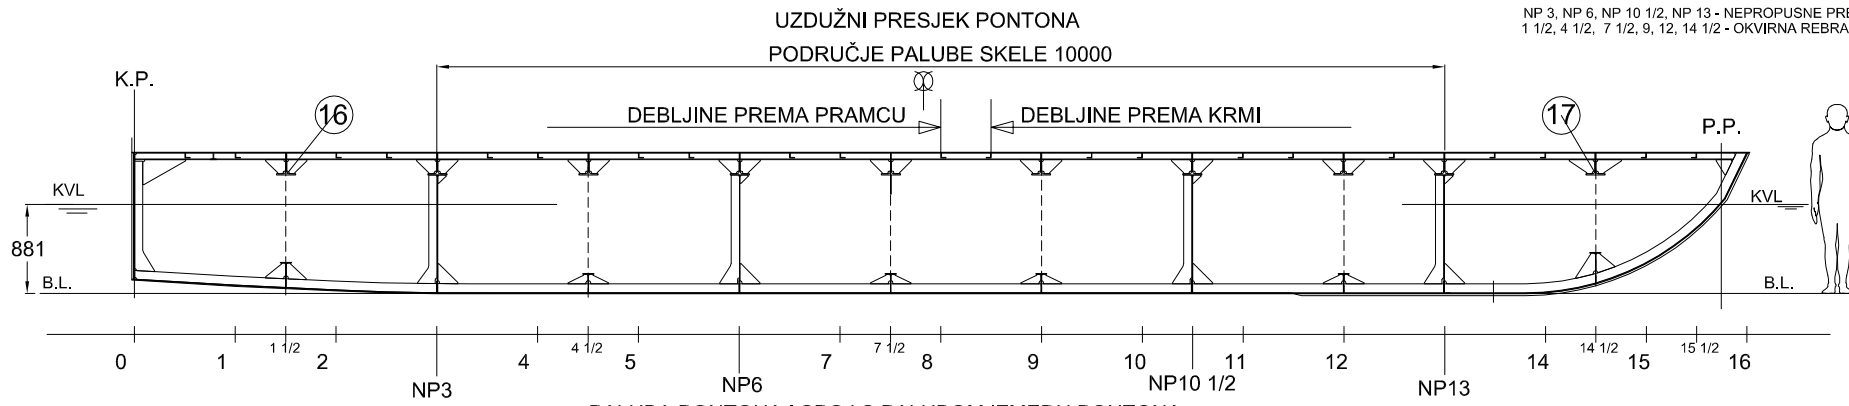 UZDUŽNI PRESJEK PONTONA
NP 3, NP 6, NP 10 1/2, NP 13 - NEPROPUSNE PRE
1 1/2, 4 1/2, 7 1/2, 9, 12, 14 1/2 - OKVIRNA REBRA
PODRUČJE PALUBE SKELE 10000
K.P.
16
DEBLJINE PREMA PRAMCU
DEBLJINE PREMA KRMI
17
P.P.
KVL
KVL
881
B.L.
B.L.
0 1 1 1/2 2 4 4 1/2 5 7 7 1/2 8 9 10 11 12 14 14 1/2 15 15 1/2 16
NP3 NP6 NP10 1/2 NP13